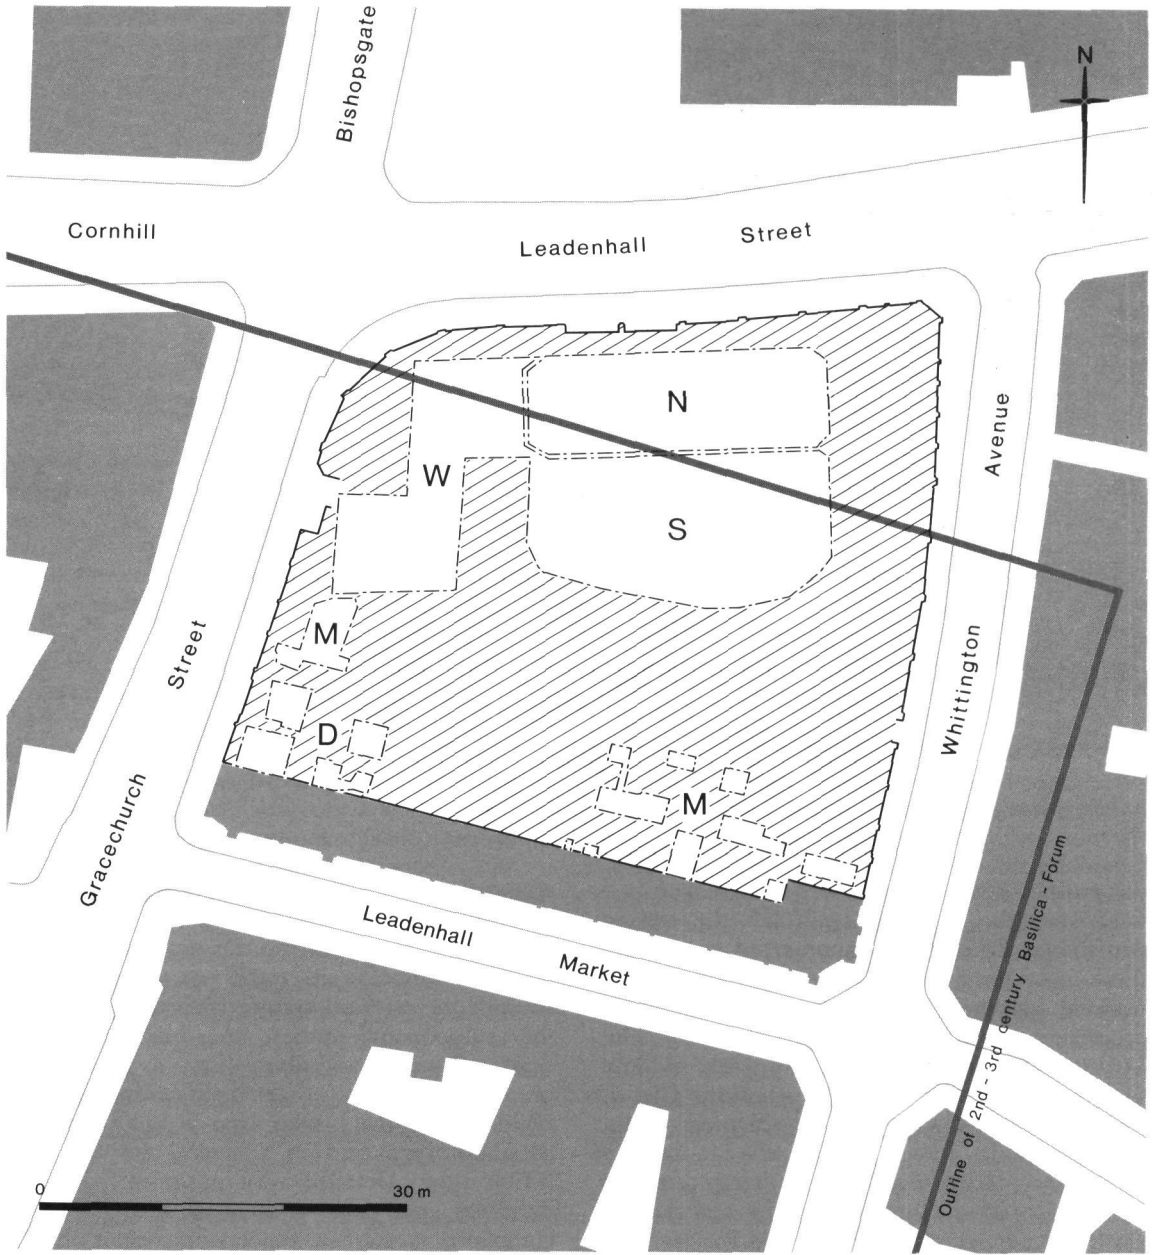 Bishopsgate
N
Cornhill
Leadenhall Street
N
W
S
Avenue
Whittington
M
Street
Gracechurch
D
M
Leadenhall
Market
Outline of 2nd - 3rd century Basilica - Forum
0 30 m